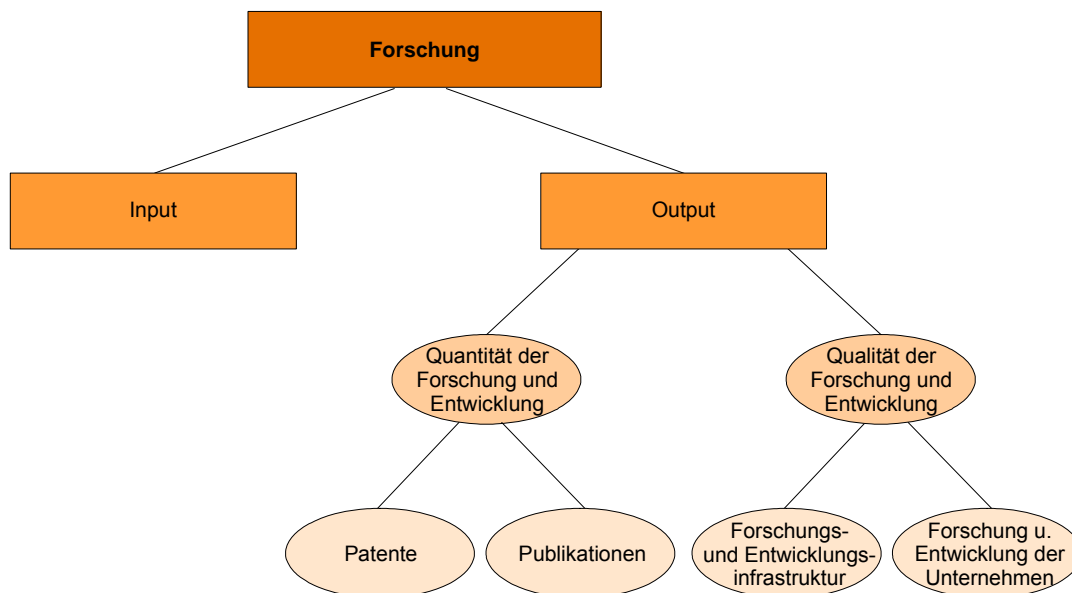 Forschung
Input
Output
Quantität der
Forschung und
Entwicklung
Qualität der
Forschung und
Entwicklung
Patente
Publikationen
Forschungs-
und Entwicklungs-
infrastruktur
Forschung u.
Entwicklung der
Unternehmen